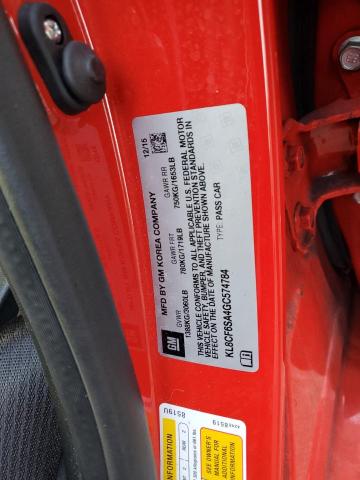 MFD BY GM KOREA COMPANY
12/15
GVWR
1388KG/3060LB
GAWR FRT
780KG/1719LB
GAWR RR
750KG/1653LB
THIS VEHICLE CONFORMS TO ALL APPLICABLE U.S. FEDERAL MOTOR
VEHICLE SAFETY, BUMPER, AND THEFT PREVENTION STANDARDS IN
EFFECT ON THE DATE OF MANUFACTURE SHOWN ABOVE.
TYPE: PASS CAR
KL8CF6SA4GC574784
GM
8S19U
SEE OWNER'S
MANUAL FOR
ADDITIONAL
INFORMATION